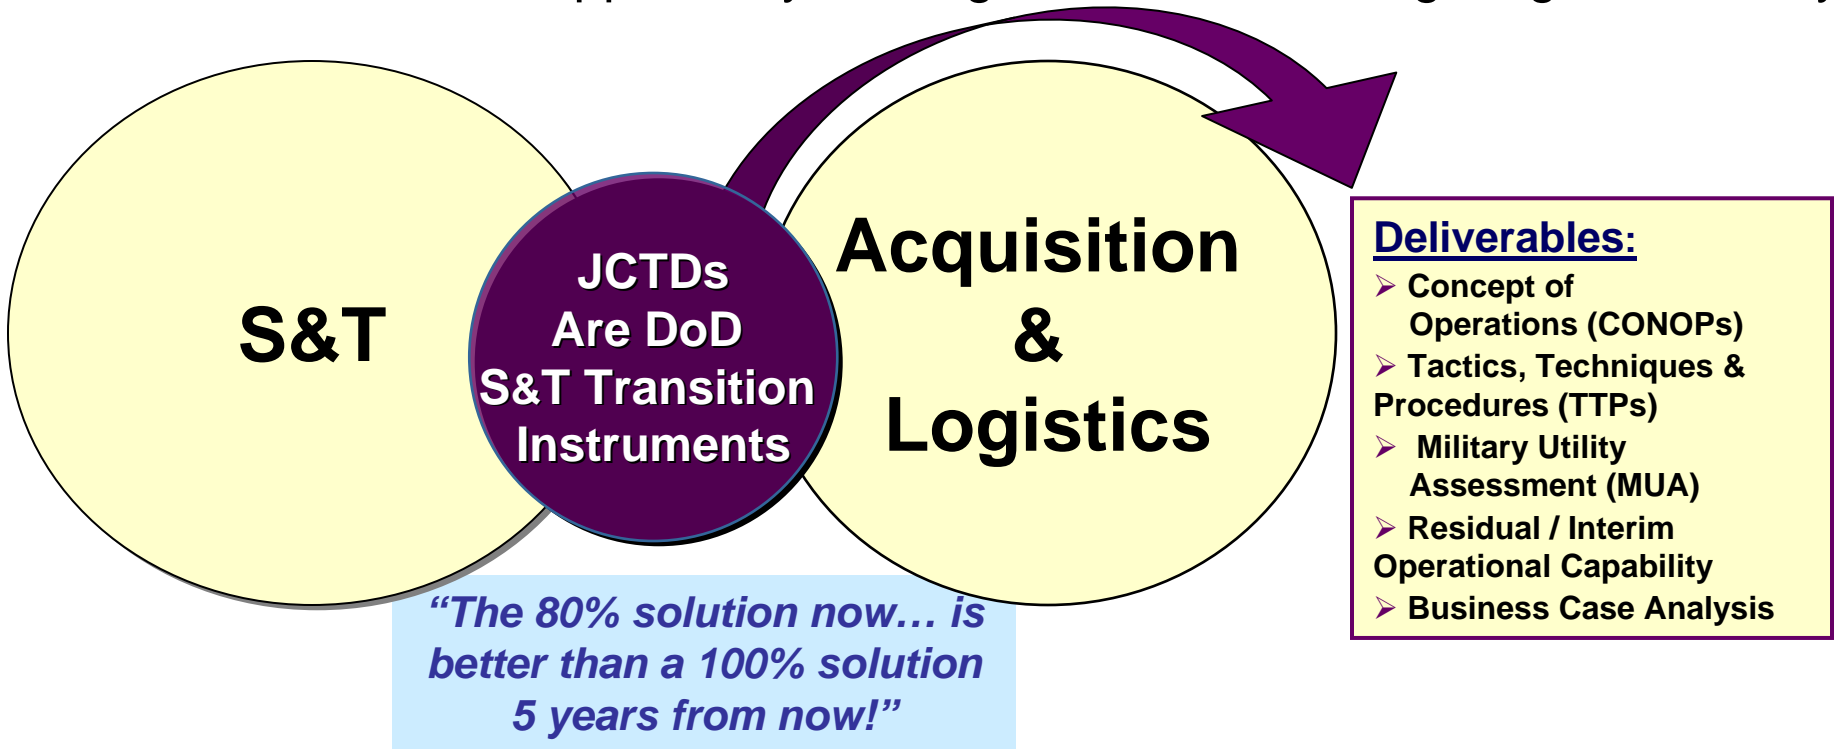 S&T
JCTDs
Are DoD
S&T Transition
Instruments
Acquisition
&
Logistics
Deliverables:
➢ Concept of
Operations (CONOPs)
➢ Tactics, Techniques &
Procedures (TTPs)
➢ Military Utility
Assessment (MUA)
➢ Residual / Interim
Operational Capability
➢ Business Case Analysis
“The 80% solution now… is
better than a 100% solution
5 years from now!”